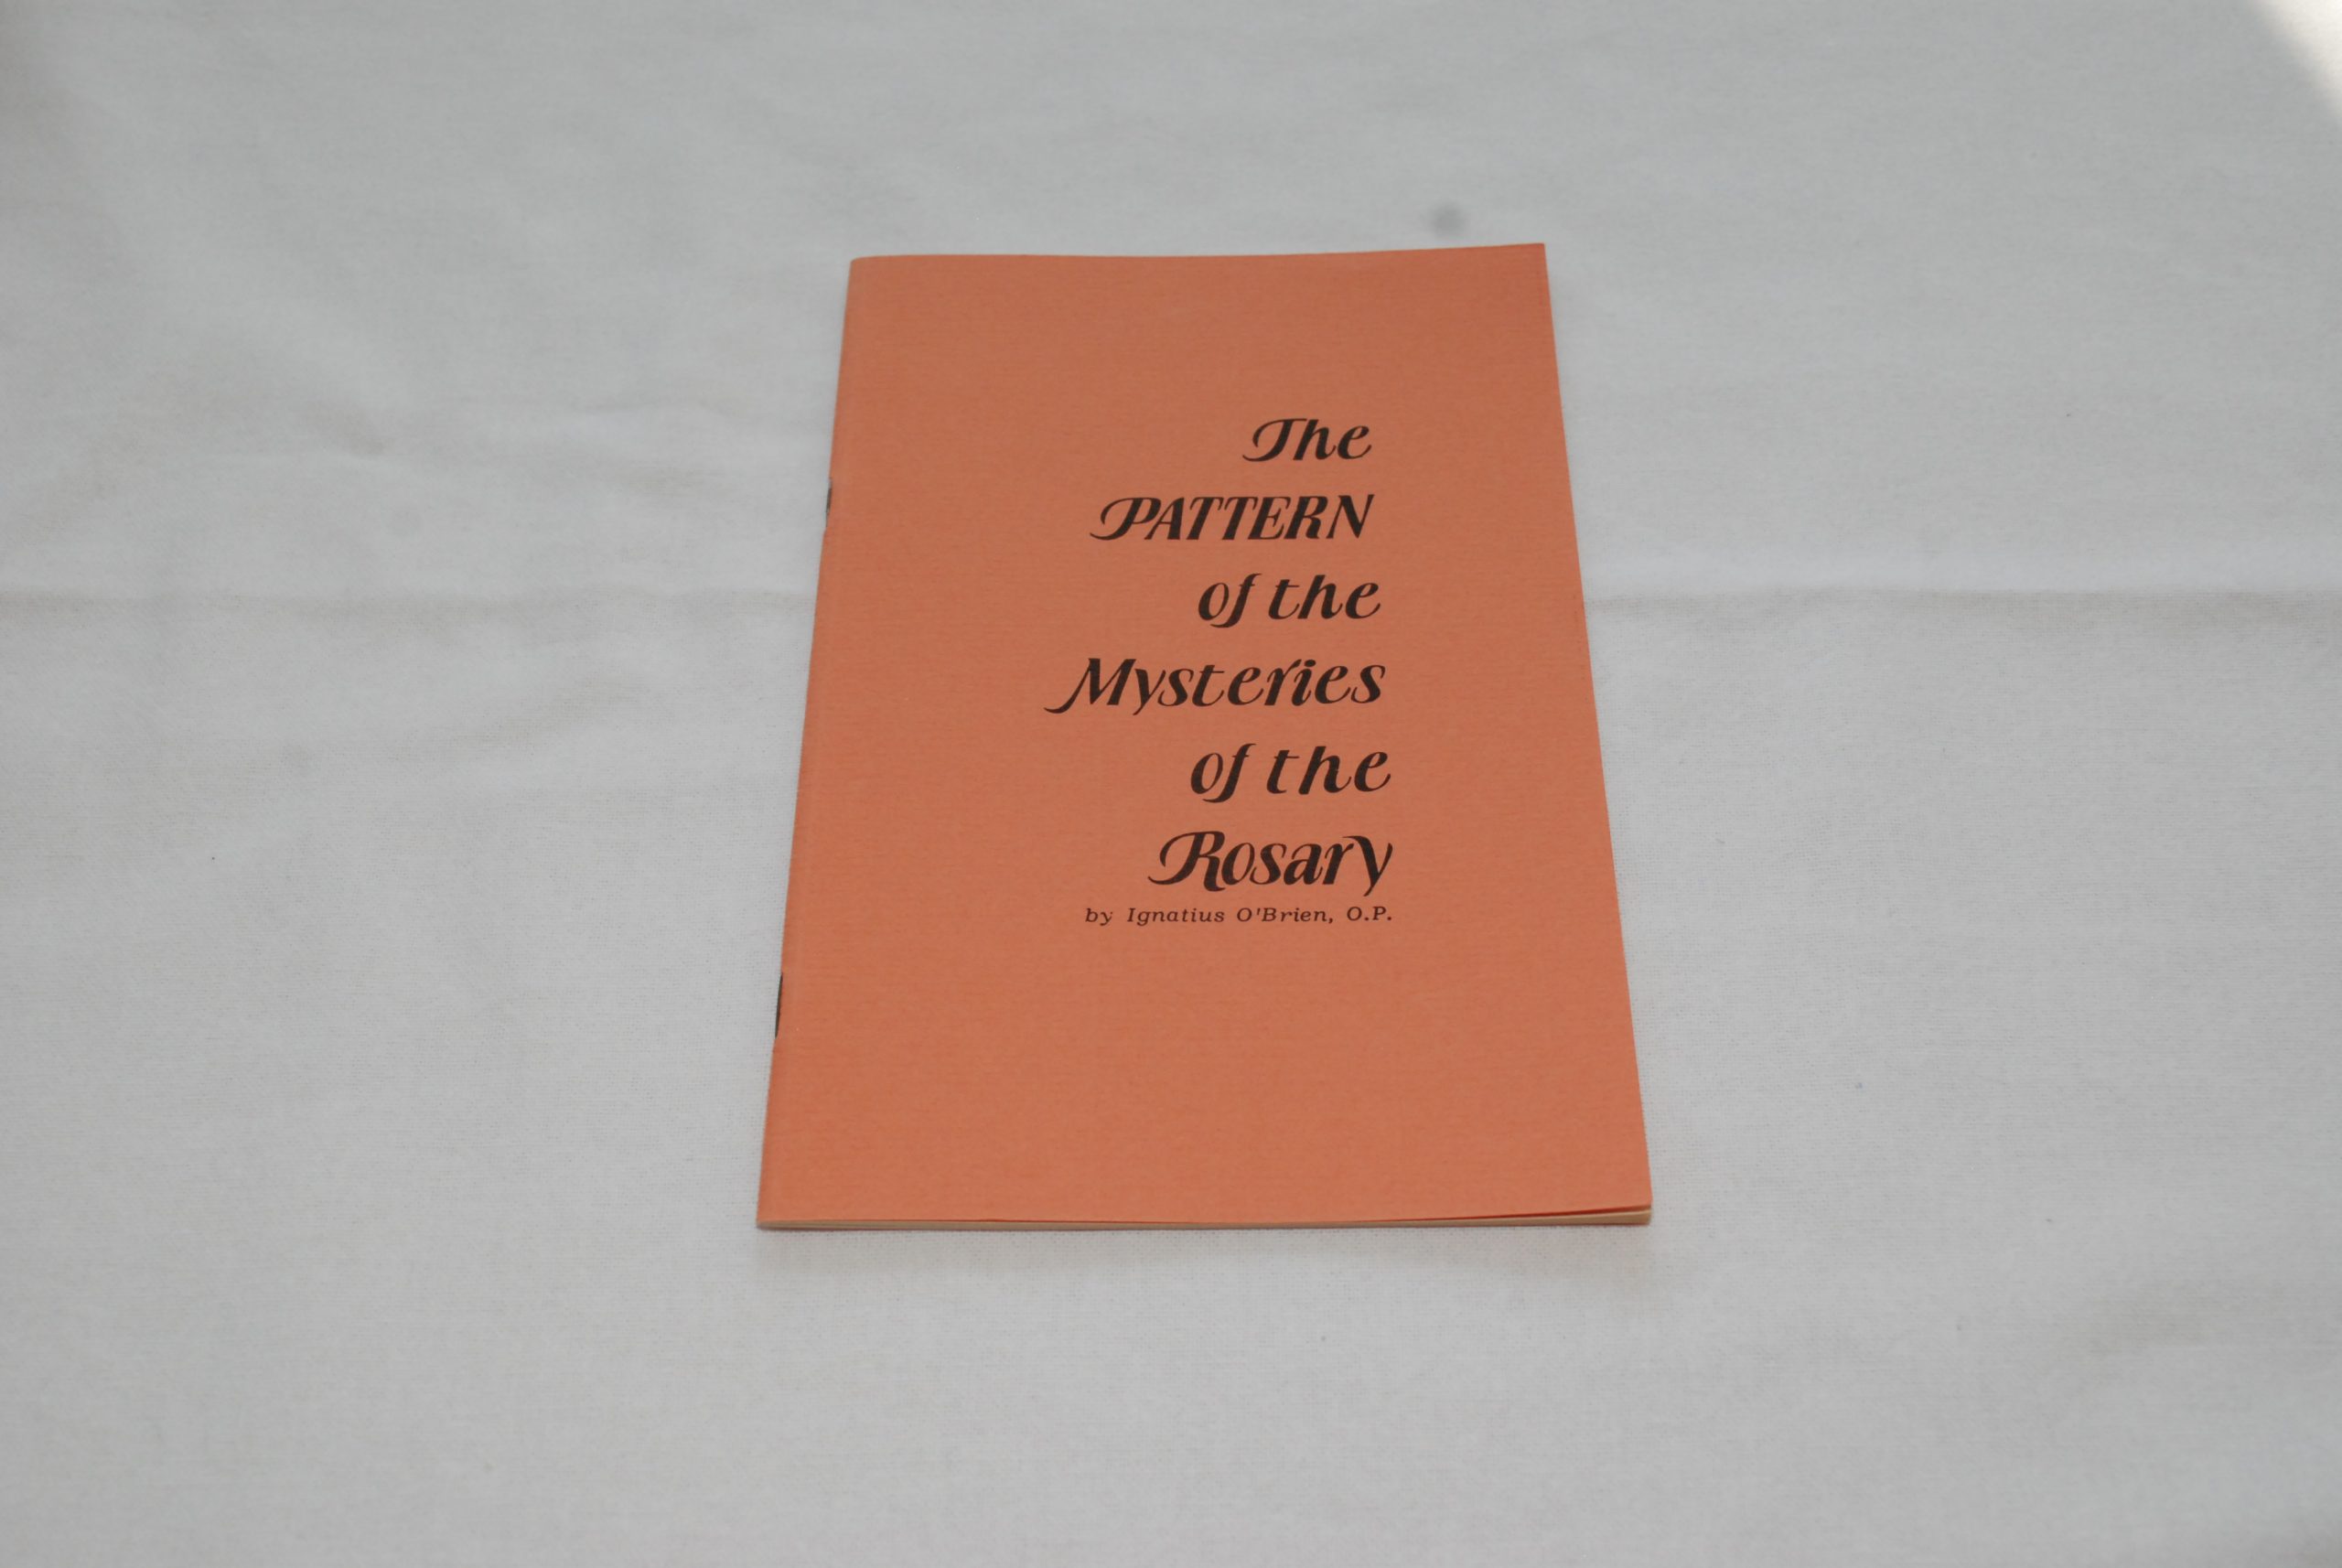 The
PATTERN
of the
Mysteries
of the
Rosary
by Ignatius O'Brien, O.P.